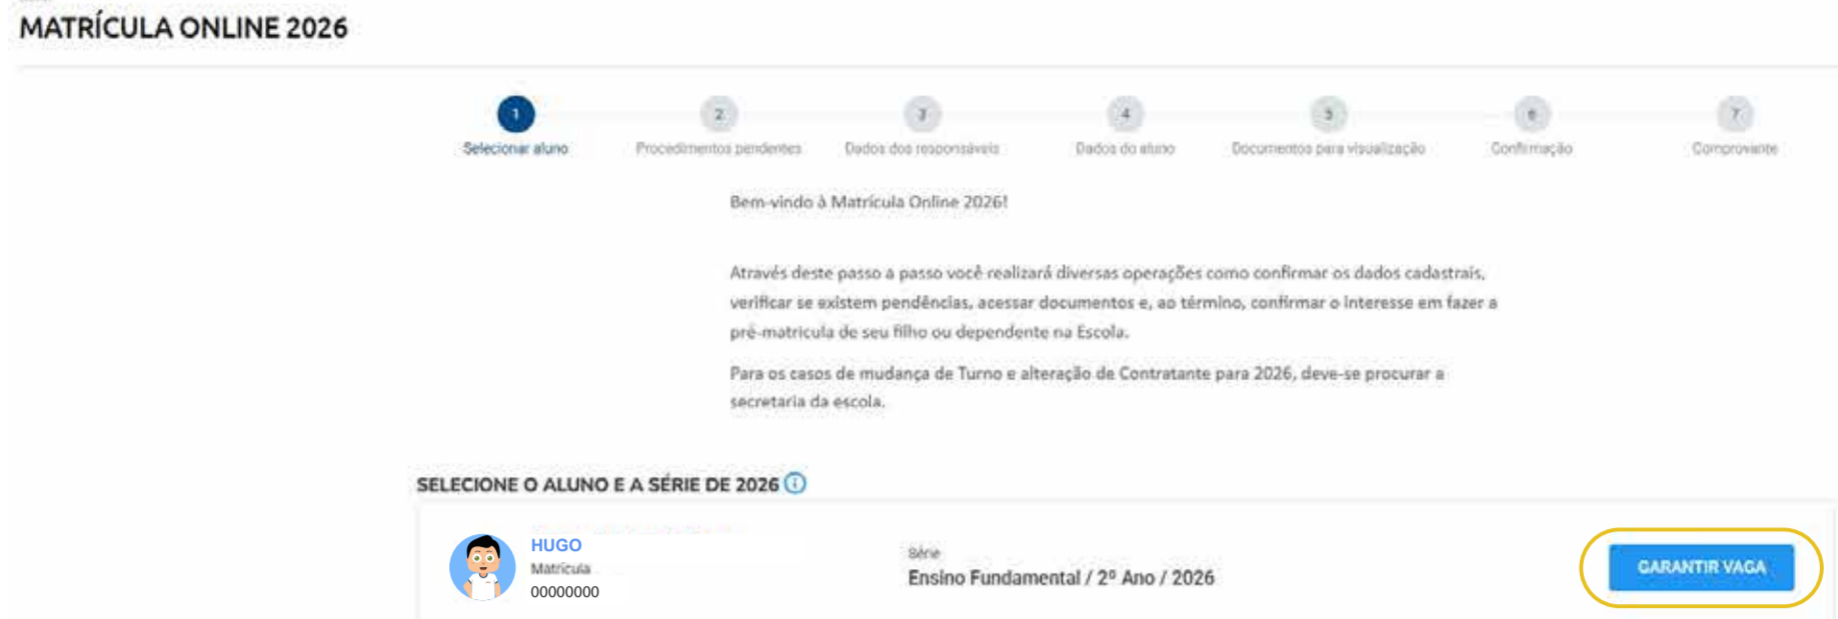 MATRÍCULA ONLINE 2026
1
2
3
4
5
6
7
Selecionar aluno
Procedimentos pendentes
Dados dos responsáveis
Dados do aluno
Documentos para visualização
Confirmação
Comprovante
Bem-vindo à Matrícula Online 2026!
Através deste passo a passo você realizará diversas operações como confirmar os dados cadastrais,
verificar se existem pendências, acessar documentos e, ao término, confirmar o interesse em fazer a
pré-matricula de seu filho ou dependente na Escola.
Para os casos de mudança de Turno e alteração de Contratante para 2026, deve-se procurar a
secretaria da escola.
SELECIONE O ALUNO E A SÉRIE DE 2026
HUGO
Matrícula
00000000
Série
Ensino Fundamental / 2º Ano / 2026
GARANTIR VAGA